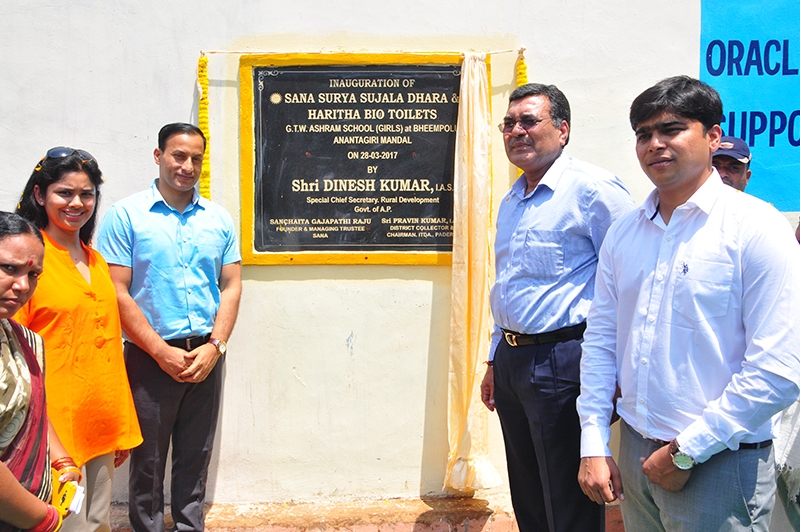 INAUGURATION OF
SANA SURYA SUJALA DHARA &
HARITHA BIO TOILETS
G.T.W. ASHRAM SCHOOL (GIRLS) at BHEEMPOL
ANANTAGIRI MANDAL
ON 28-03-2017
BY
Shri DINESH KUMAR, I.A.S.
Special Chief Secretary. Rural Development
Govt. of A.P.
SANCHAITA GAJAPATHI RAJU
FOUNDER & MANAGING TRUSTEE
SANA
Sri PRAVIN KUMAR, I.
DISTRICT COLLECTOR &
CHAIRMAN, ITDA, PADER
ORACL
SUPPO